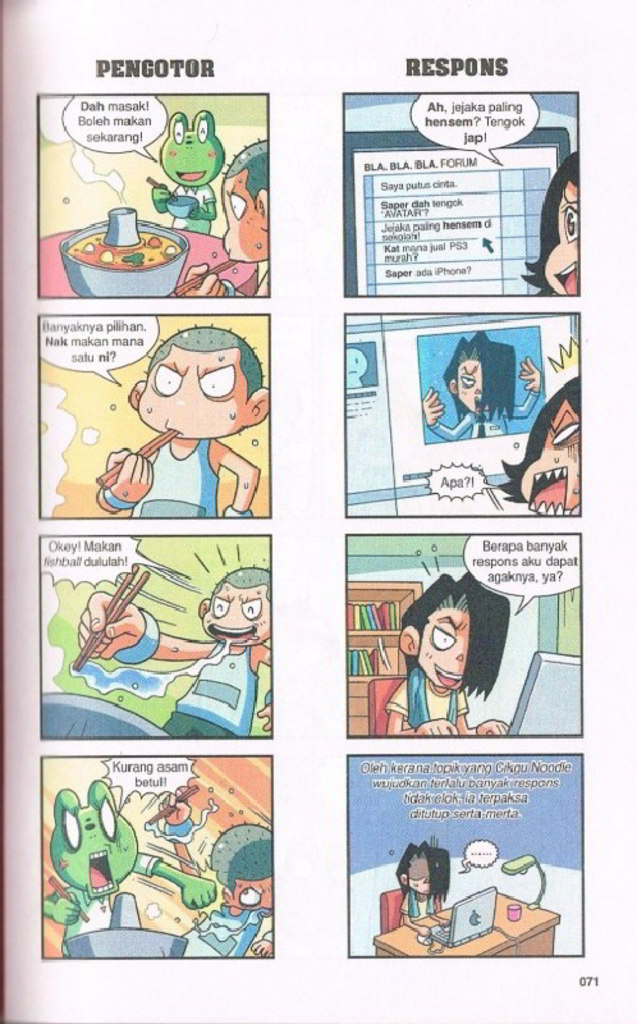 PENGOTOR
Dah masak!
Boleh makan
sekarang!
Banyaknya pilihan.
Nak makan mana
satu ni?
Okey! Makan
fishball dululah!
Kurang asam
betul!
RESPONS
Ah, jejaka paling
hensem? Tengok
jap!
BLA. BLA. BLA. FORUM
Saya putus cinta.
Saper dah tengok
'AVATAR'?
Jejaka paling hensem di
sekolah!
Kat mana jual PS3
murah?
Saper ada iPhone?
Apa?!
Berapa banyak
respons aku dapat
agaknya, ya?
Oleh kerana topik yang Cikgu Noodle
wujudkan terlalu banyak respons
tidak elok, ia terpaksa
ditutup serta-merta.
071